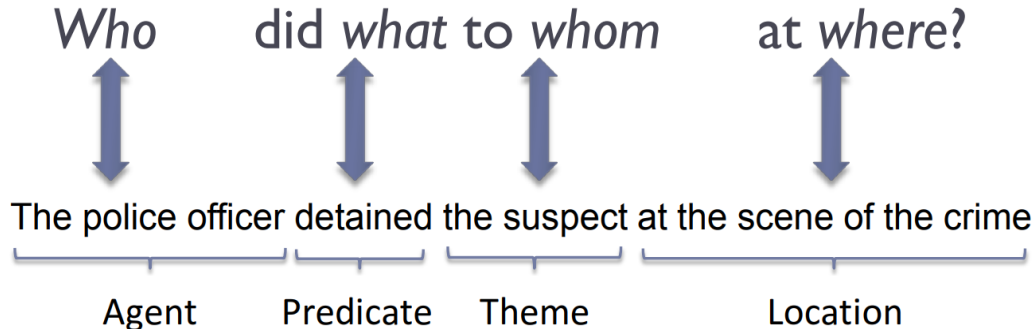 Who did what to whom at where?
The police officer detained the suspect at the scene of the crime
Agent Predicate Theme Location